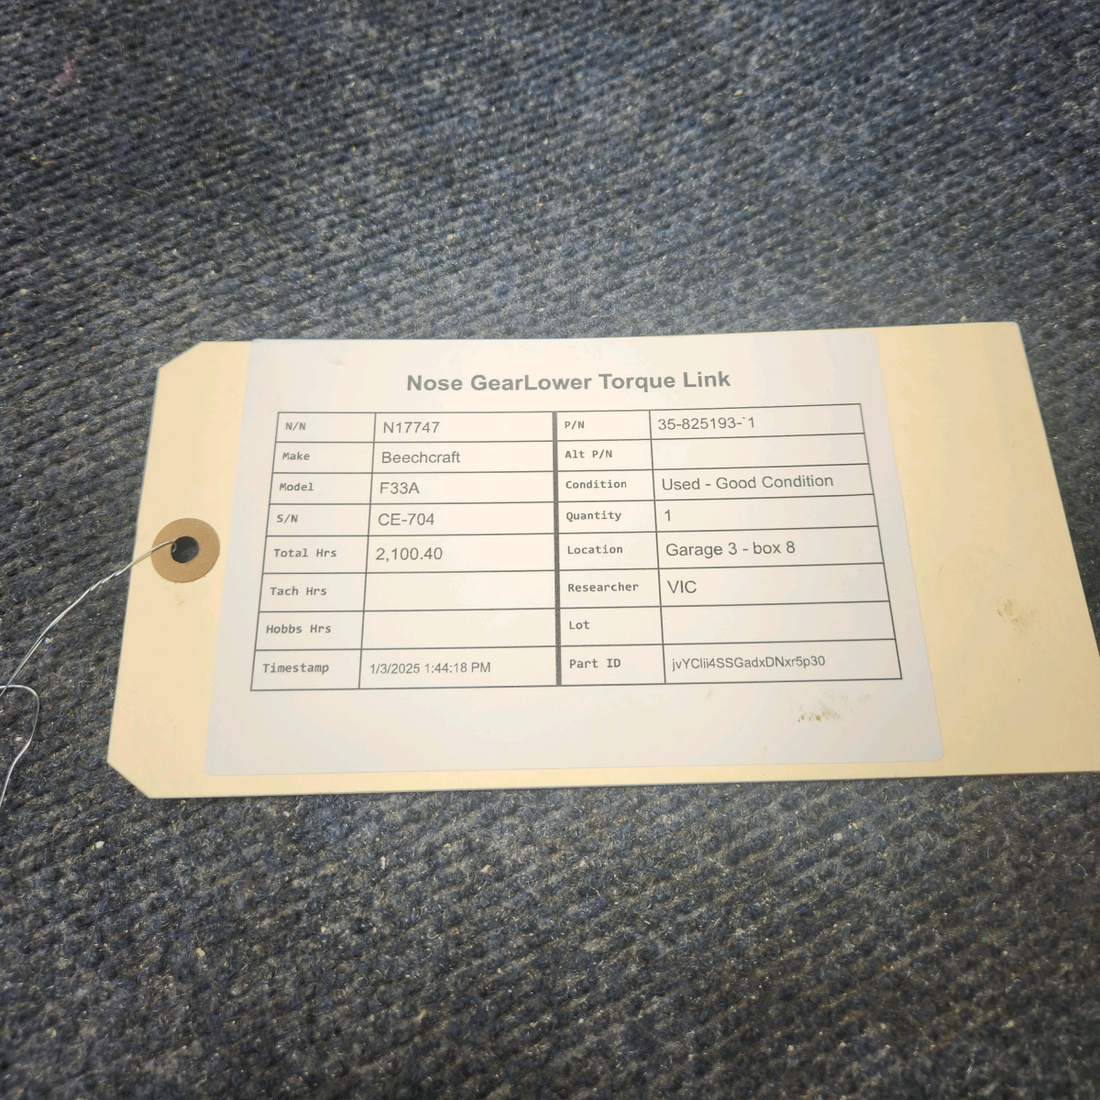 Nose GearLower Torque Link
N/N N17747 P/N 35-825193-`1
Make Beechcraft Alt P/N
Model F33A Condition Used - Good Condition
S/N CE-704 Quantity 1
Total Hrs 2,100.40 Location Garage 3 - box 8
Tach Hrs Researcher VIC
Hobbs Hrs Lot
Timestamp 1/3/2025 1:44:18 PM Part ID jvYClii4SSGadxDNxr5p30